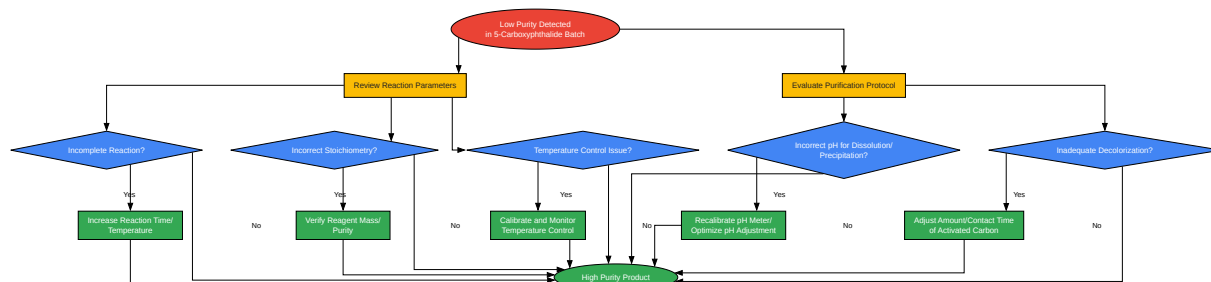 Low Purity Detected
in 5-Carboxyphthalide Batch
Review Reaction Parameters
Evaluate Purification Protocol
Incomplete Reaction?
Incorrect Stoichiometry?
Temperature Control Issue?
Incorrect pH for Dissolution/
Precipitation?
Inadequate Decolorization?
Yes
Yes
Yes
Yes
Yes
Increase Reaction Time/
Temperature
No
Verify Reagent Mass/
Purity
No
Calibrate and Monitor
Temperature Control
No
Recalibrate pH Meter/
Optimize pH Adjustment
No
Adjust Amount/Contact Time
of Activated Carbon
No
High Purity Product